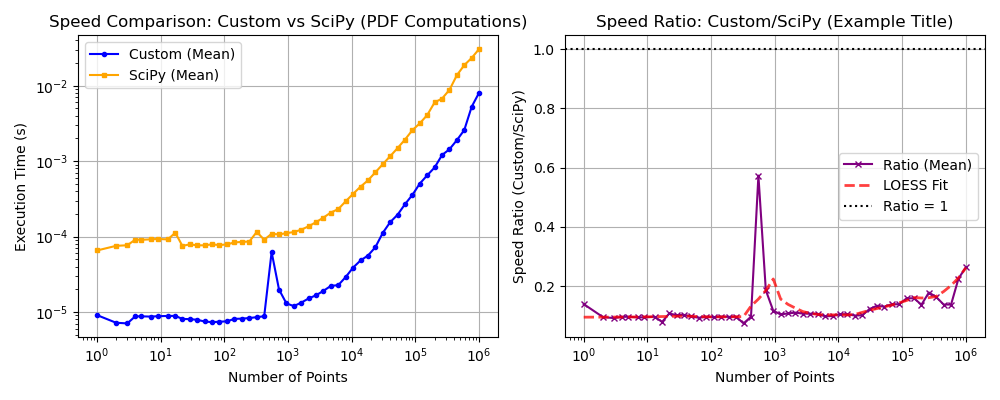 Speed Comparison: Custom vs SciPy (PDF Computations)
Custom (Mean)
SciPy (Mean)
Execution Time (s)
10⁻²
10⁻³
10⁻⁴
10⁻⁵
10⁰ 10¹ 10² 10³ 10⁴ 10⁵ 10⁶
Number of Points
Speed Ratio: Custom/SciPy (Example Title)
Speed Ratio (Custom/SciPy)
1.0
0.8
0.6
0.4
0.2
Ratio (Mean)
LOESS Fit
Ratio = 1
10⁰ 10¹ 10² 10³ 10⁴ 10⁵ 10⁶
Number of Points